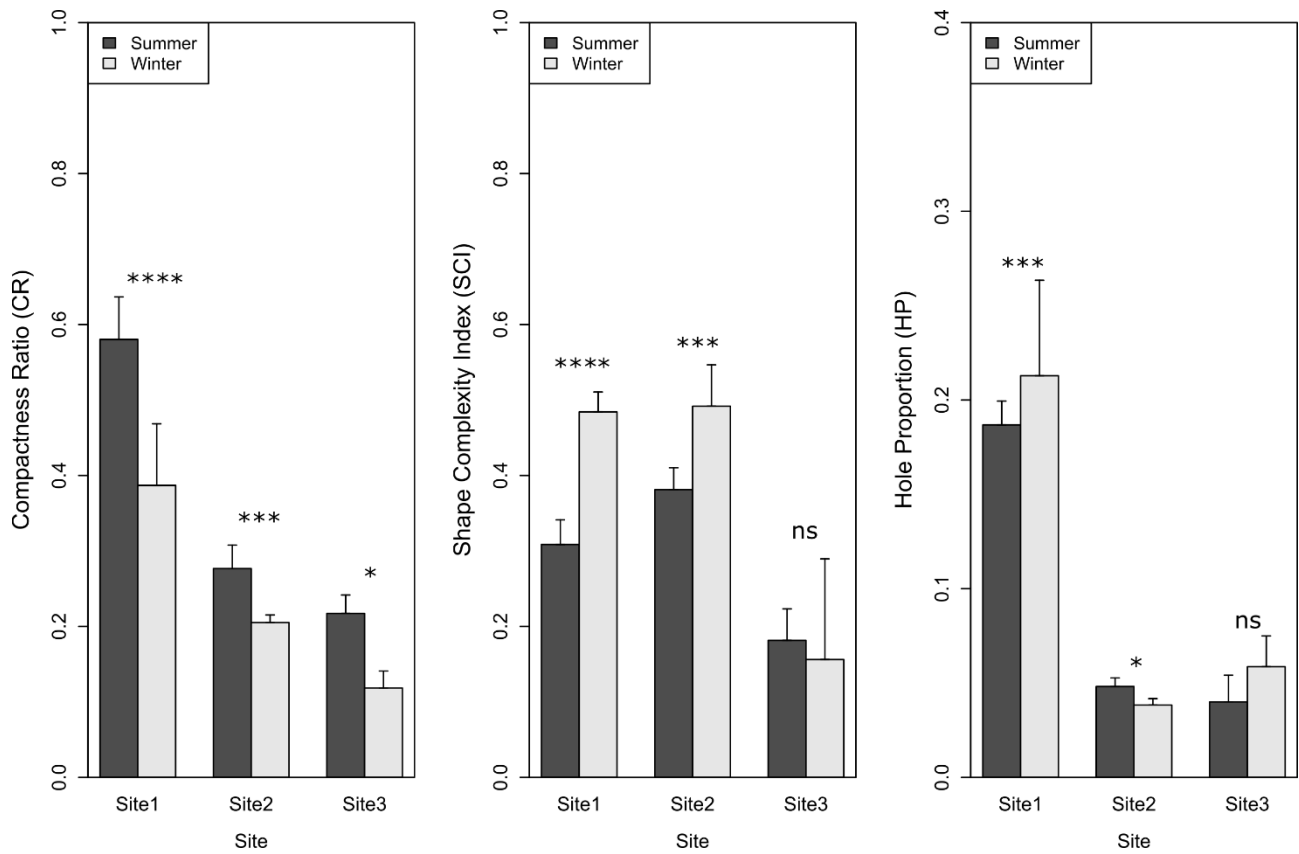 Compactness Ratio (CR)
1.0
0.8
0.6
0.4
0.2
0.0
Summer
Winter
****
***
*
Site1 Site2 Site3
Site
Shape Complexity Index (SCI)
1.0
0.8
0.6
0.4
0.2
0.0
Summer
Winter
****
***
ns
Site1 Site2 Site3
Site
Hole Proportion (HP)
0.4
0.3
0.2
0.1
0.0
Summer
Winter
***
*
ns
Site1 Site2 Site3
Site